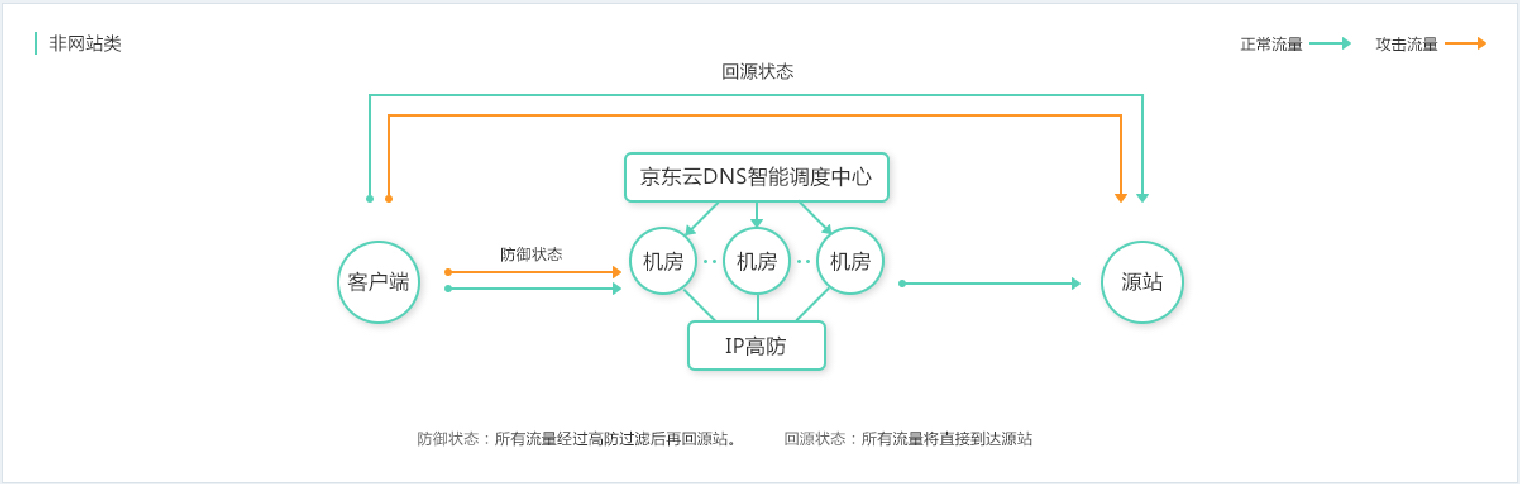 非网站类
正常流量
攻击流量
回源状态
京东云DNS智能调度中心
防御状态
客户端
机房
机房
机房
源站
IP高防
防御状态：所有流量经过高防过滤后再回源站。
回源状态：所有流量将直接到达源站